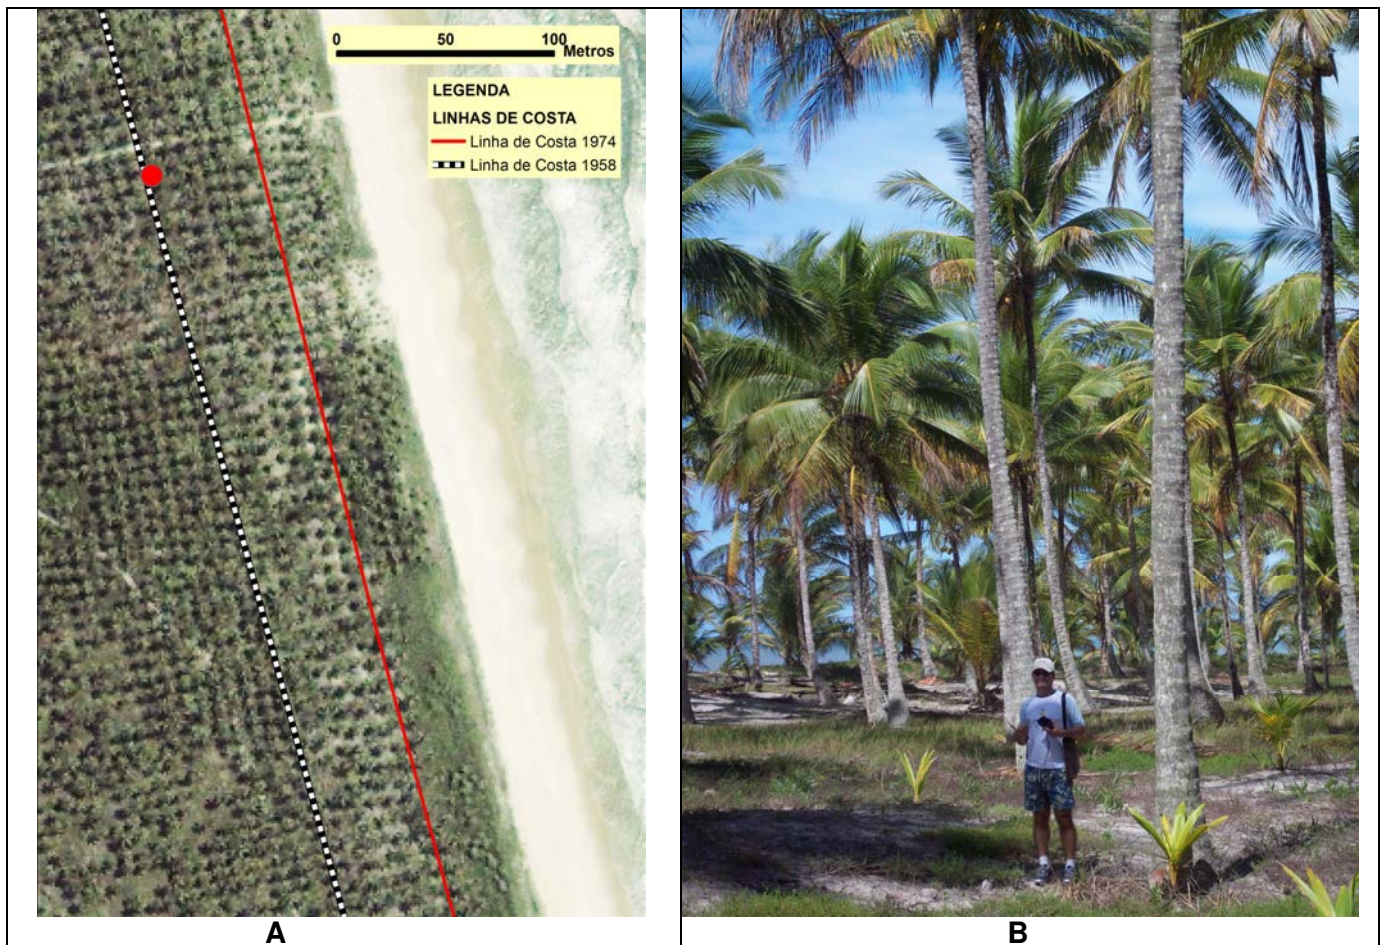 0 50 100
Metros
LEGENDA
LINHAS DE COSTA
Linha de Costa 1974
Linha de Costa 1958
A
B